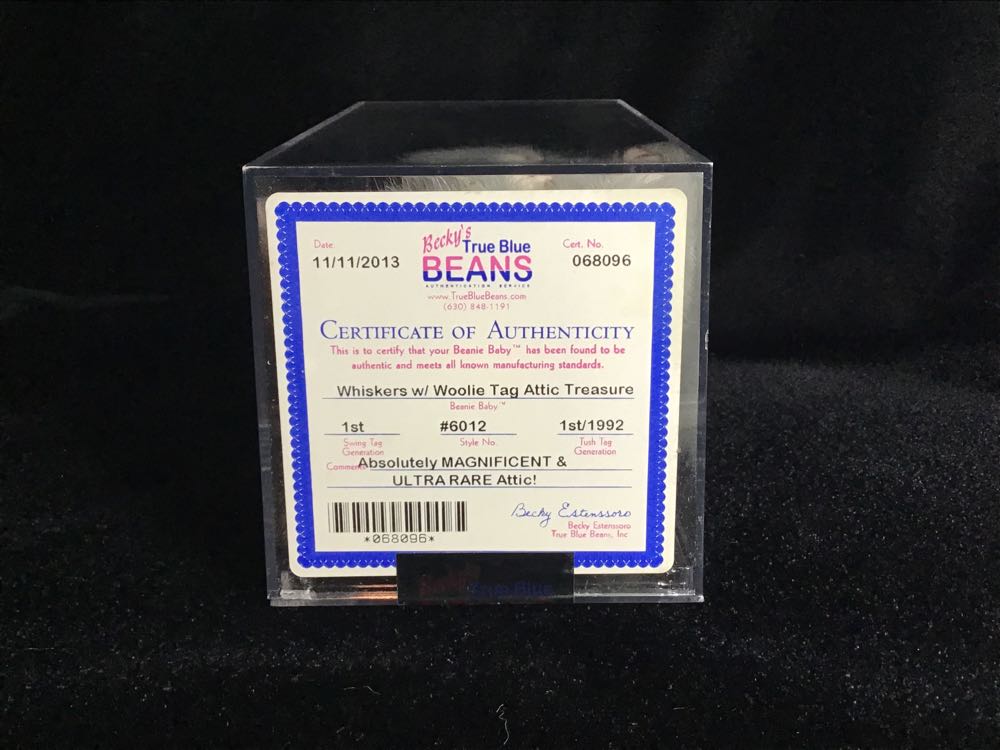 Date
11/11/2013
Becky's
True Blue
BEANS
AUTHENTICATION SERVICE
www.TrueBlueBeans.com
(630) 848-1191
Cert. No.
068096
CERTIFICATE OF AUTHENTICITY
This is to certify that your Beanie Baby™ has been found to be
authentic and meets all known manufacturing standards.
Whiskers w/ Woolie Tag Attic Treasure
Beanie Baby™
1st #6012 1st/1992
Swing Tag Generation Style No. Tush Tag Generation
Comments Absolutely MAGNIFICENT &
ULTRA RARE Attic!
*068096*
Becky Estenssoro
Becky Estenssoro
True Blue Beans, Inc
Becky's True Blue